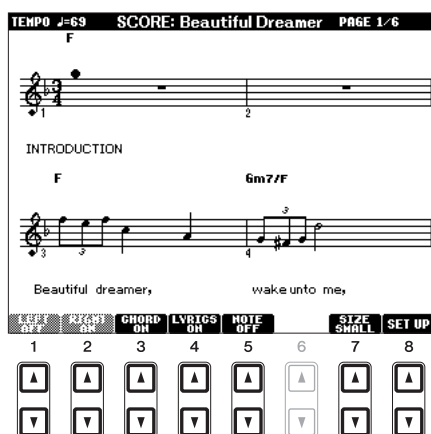 TEMPO ♩=69 SCORE: Beautiful Dreamer PAGE 1/6
F
3
4
1 2
INTRODUCTION
F Gm7/F
3 3
3 4
Beautiful dreamer, wake unto me,
LEFT OFF RIGHT ON CHORD ON LYRICS ON NOTE OFF SIZE SMALL SET UP
1 2 3 4 5 6 7 8